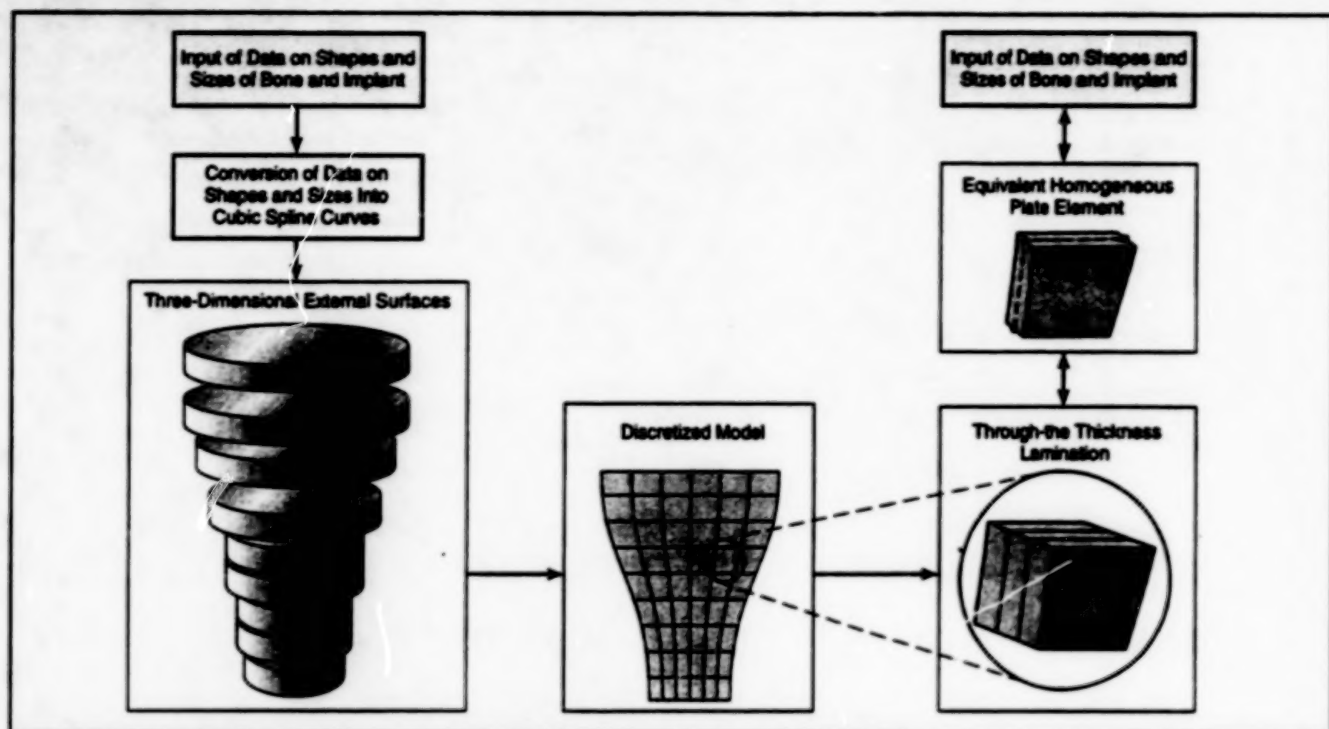 Input of Data on Shapes and
Sizes of Bone and Implant
Conversion of Data on
Shapes and Sizes Into
Cubic Spline Curves
Three-Dimensional External Surfaces
Discretized Model
Input of Data on Shapes and
Sizes of Bone and Implant
Equivalent Homogeneous
Plate Element
Through-the Thickness
Lamination